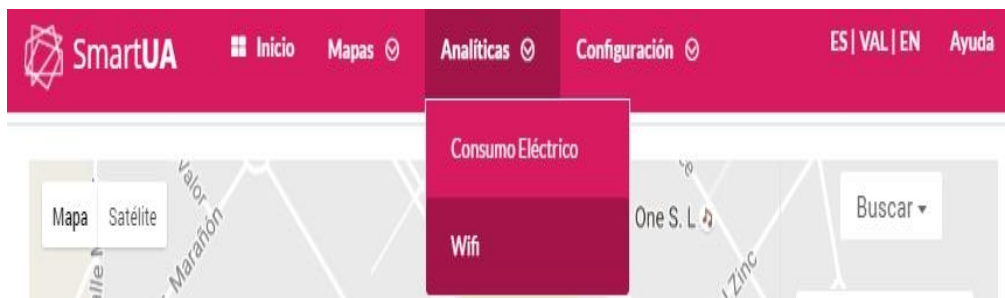 SmartUA
Inicio
Mapas
Analíticas
Configuración
ES | VAL | EN
Ayuda
Consumo Eléctrico
Wifi
Mapa
Satélite
Valor
Marañón
alle
One S. L
l Zinc
Buscar